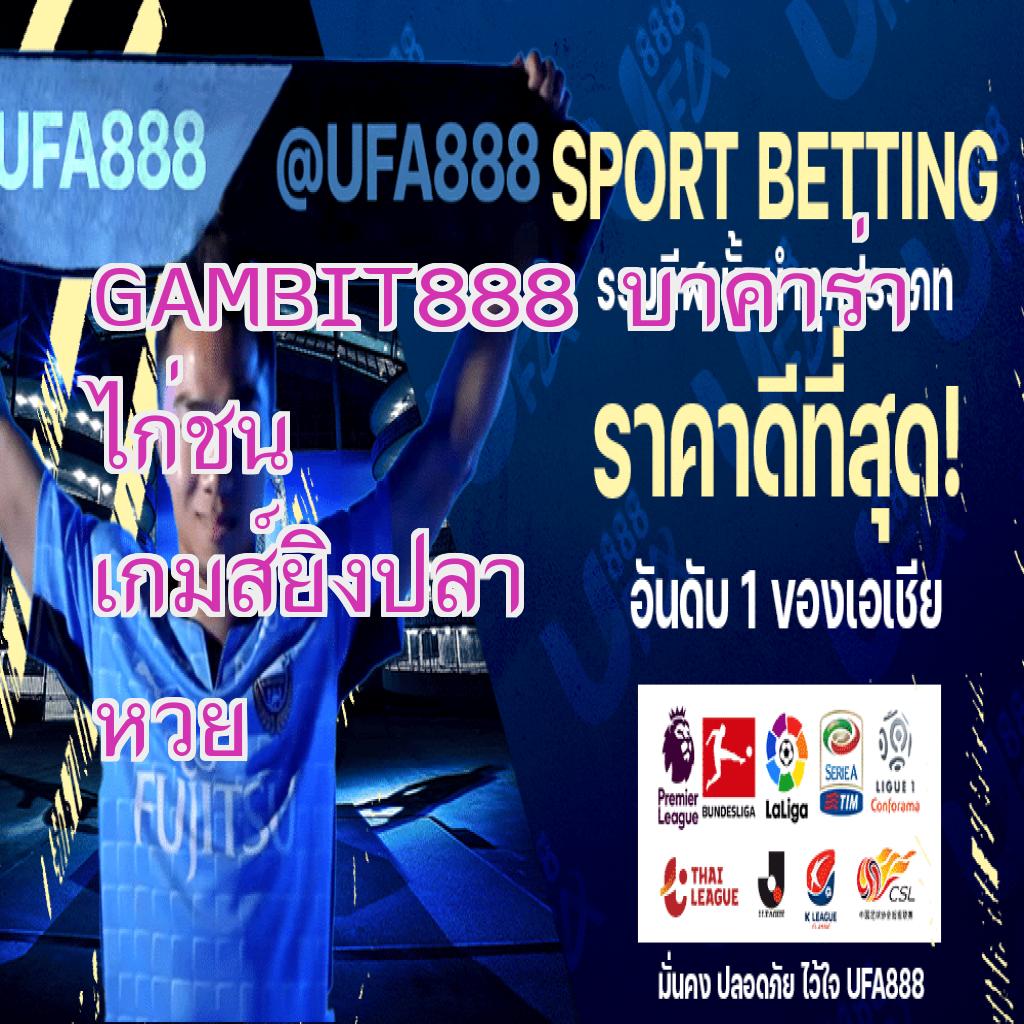 UFA888
@UFA888
SPORT BETTING
GAMBIT888 บาคาร่า
ราคาดีที่สุด!
ไก่ชน
เกมส์ยิงปลา
อันดับ 1 ของเอเชีย
หวย
FUJITSU
Premier League
BUNDESLIGA
LaLiga
SERIE A
TIM
LIGUE 1
Conforama
THAI LEAGUE
J.LEAGUE
K LEAGUE
CSL
มั่นคง ปลอดภัย ไว้ใจ UFA888